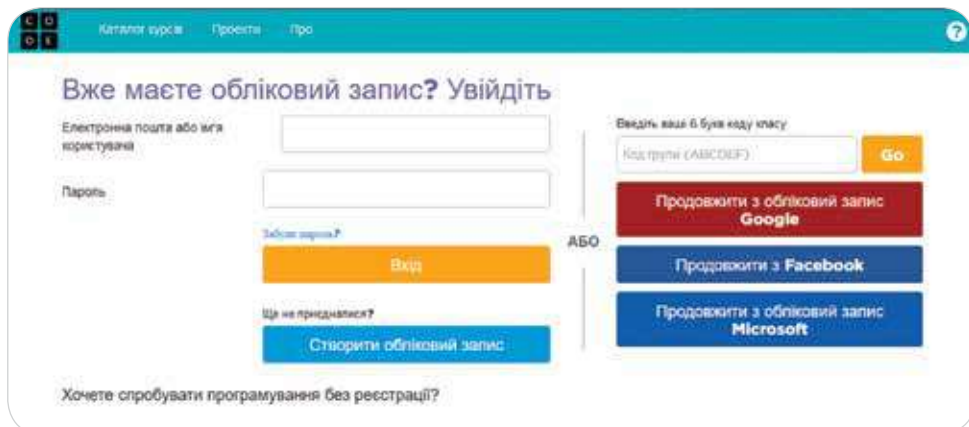 C O
D E
Каталог курсів Проекти Про
?
Вже маєте обліковий запис? Увійдіть
Електронна пошта або ім'я
користувача
Пароль
Забули пароль?
Вхід
Ще не приєдналися?
Створити обліковий запис
АБО
Введіть ваші 6 букв коду класу
Код групи (ABCDEF)
Go
Продовжити з обліковий запис
Google
Продовжити з Facebook
Продовжити з обліковий запис
Microsoft
Хочете спробувати програмування без реєстрації?